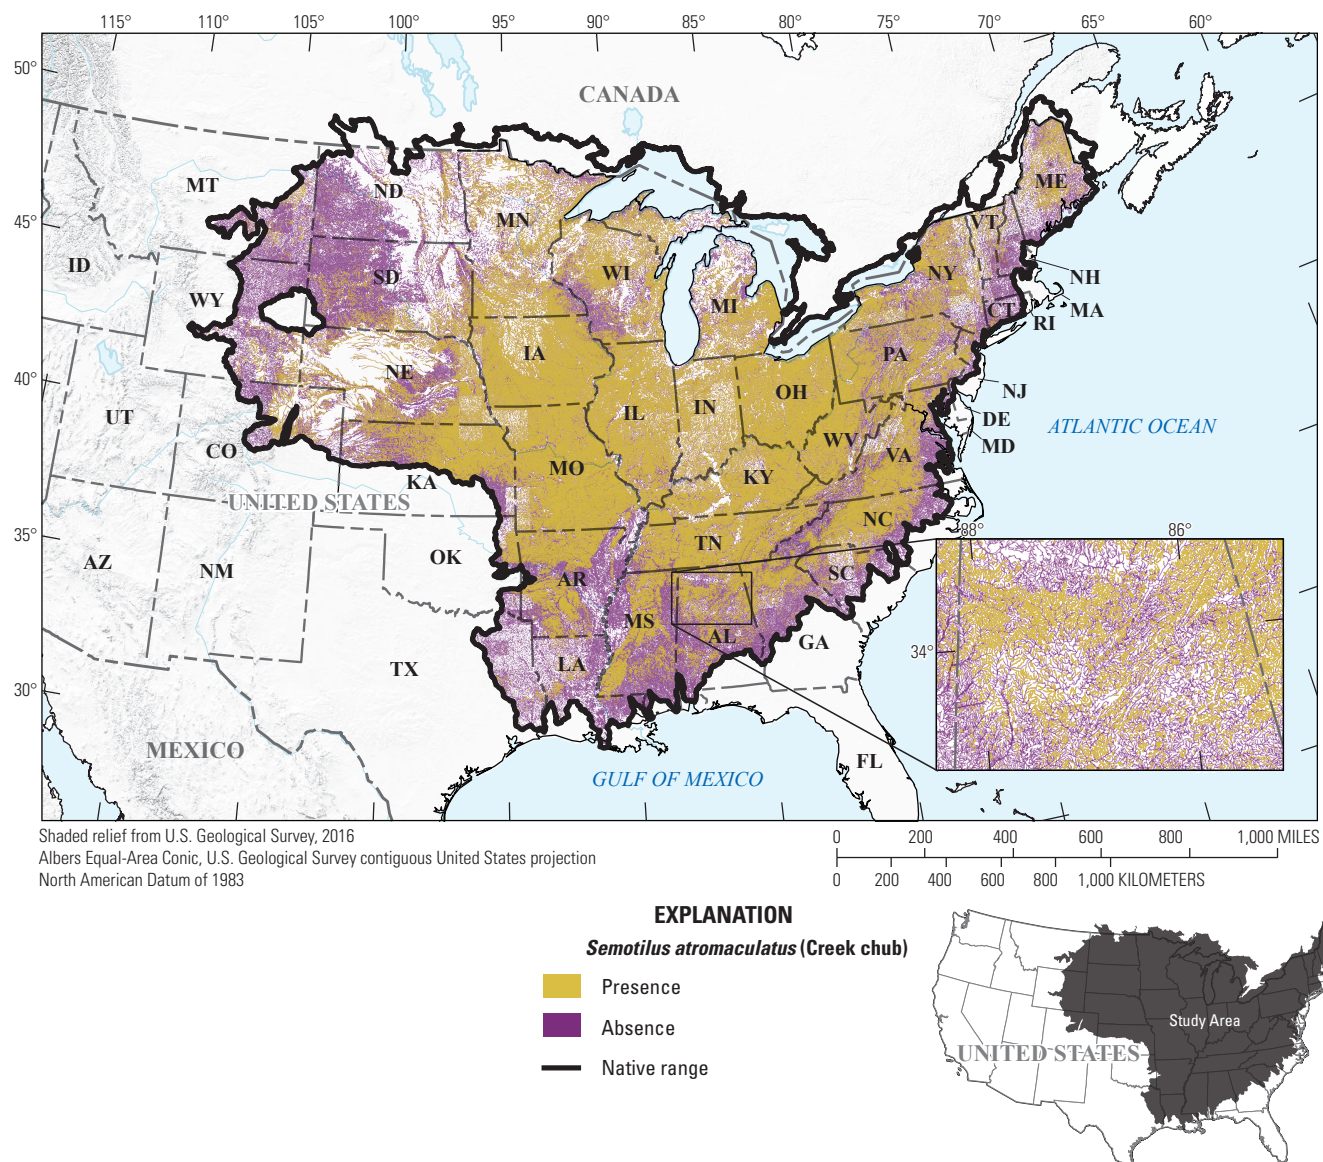 115° 110° 105° 100° 95° 90° 85° 80° 75° 70° 65° 60°
50°
45°
40°
35°
30°
CANADA
MT
ND
MN
ME
ID
WY
SD
WI
MI
NY
VT
NH
MA
CT
RI
IA
NE
PA
NJ
UT
IL
IN
OH
DE
MD
ATLANTIC OCEAN
CO
KA
MO
WV
VA
KY
UNITED STATES
AZ
NM
OK
TN
NC
AR
SC
88° 86°
34°
MS
AL
GA
TX
LA
MEXICO
GULF OF MEXICO
FL
Shaded relief from U.S. Geological Survey, 2016
Albers Equal-Area Conic, U.S. Geological Survey contiguous United States projection
North American Datum of 1983
0 200 400 600 800 1,000 MILES
0 200 400 600 800 1,000 KILOMETERS
EXPLANATION
Semotilus atromaculatus (Creek chub)
Presence
Absence
Native range
Study Area
UNITED STATES